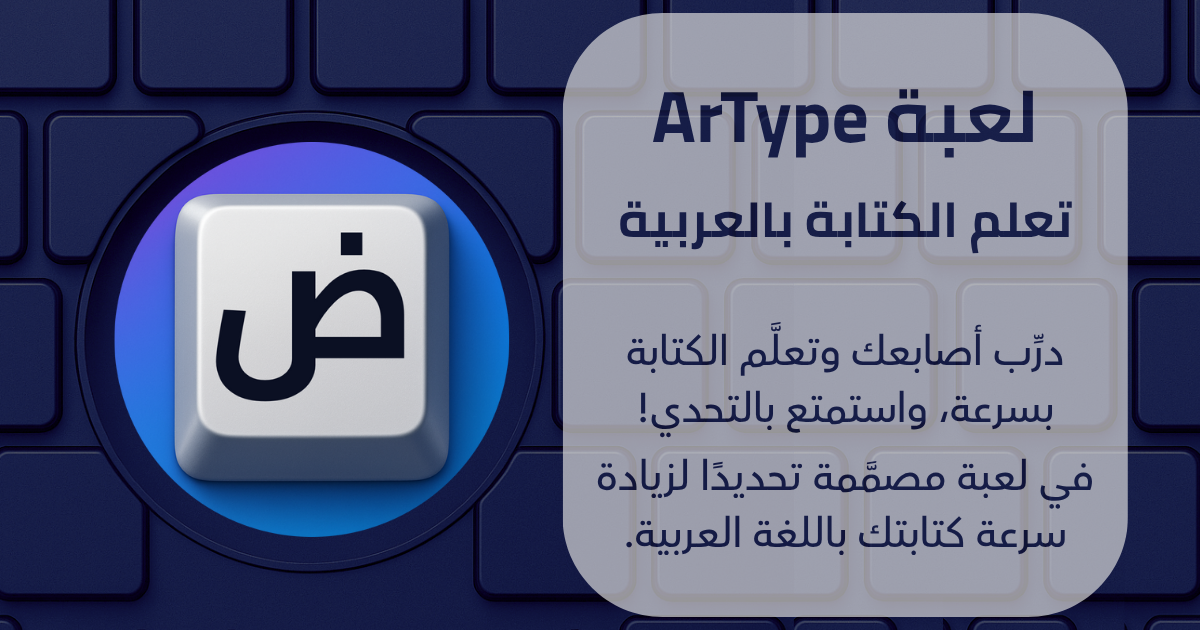 ض
لعبة ArType
تعلم الكتابة بالعربية
درِّب أصابعك وتعلَّم الكتابة
بسرعة، واستمتع بالتحدي!
في لعبة مصمَّمة تحديدًا لزيادة
سرعة كتابتك باللغة العربية.